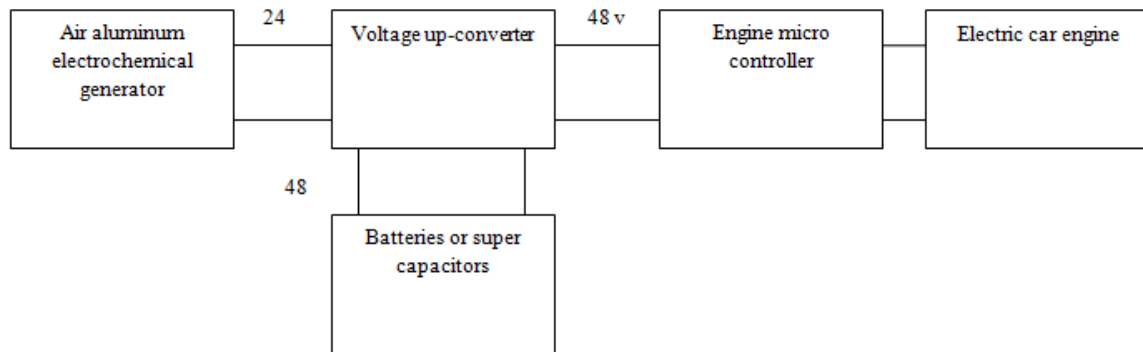 Air aluminum
electrochemical
generator
24
Voltage up-converter
48 v
Engine micro
controller
Electric car engine
48
Batteries or super
capacitors